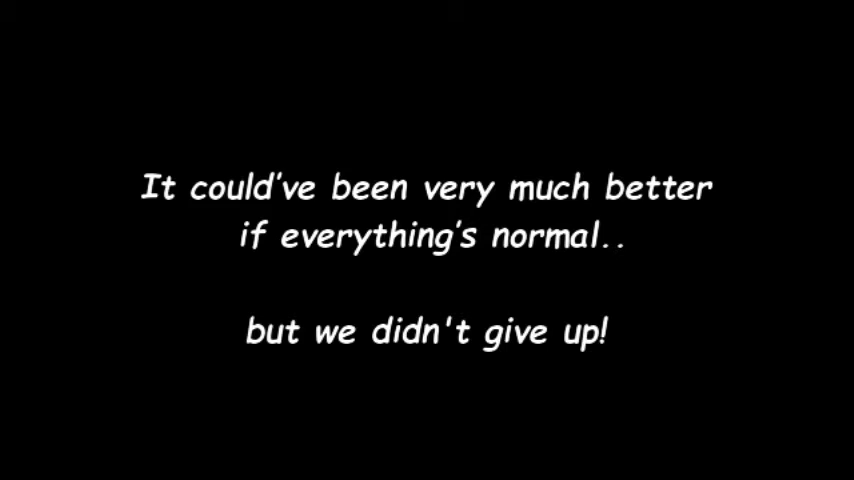 It could've been very much better
if everything's normal..
but we didn't give up!